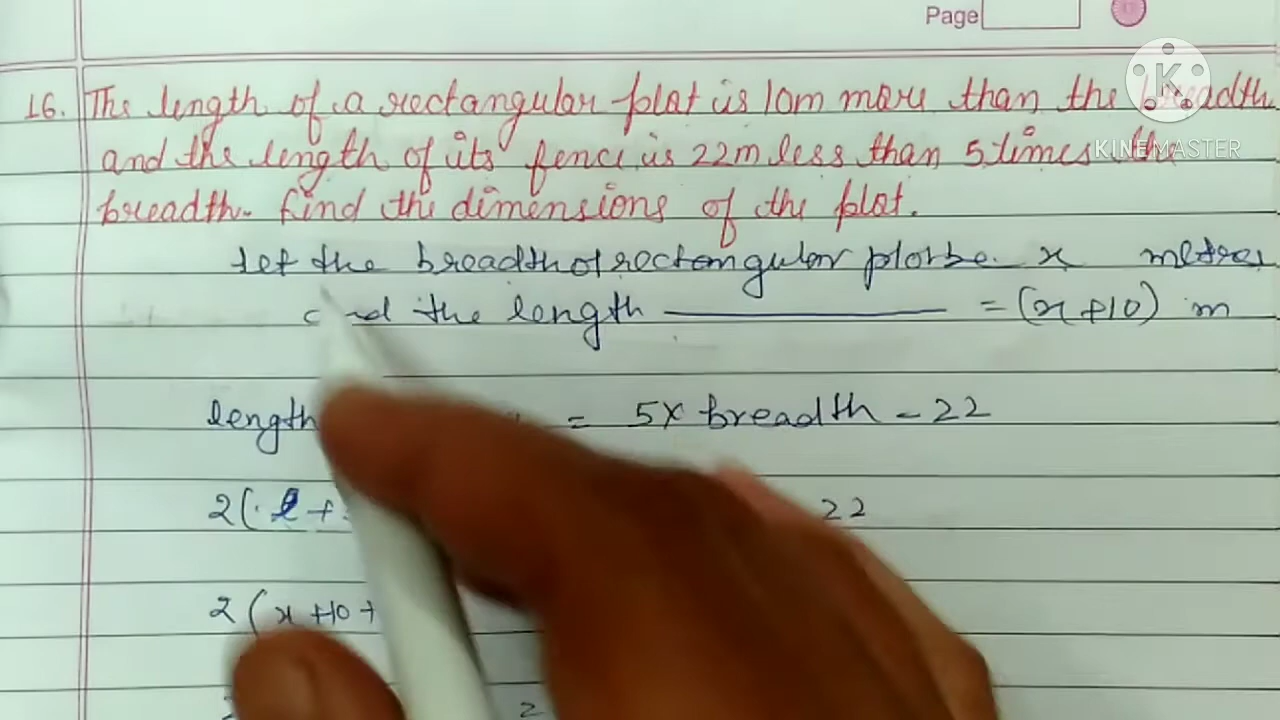 Page
K
KINEMASTER
16. The length of a rectangular plot is 10m more than the breadth
and the length of its fence is 22m less than 5 times the
breadth. Find the dimensions of the plot.
let the breadth of rectangular plot be x metres
and the length = (x+10) m
length = 5x breadth - 22
2(l+ 22
2(x+10+
2